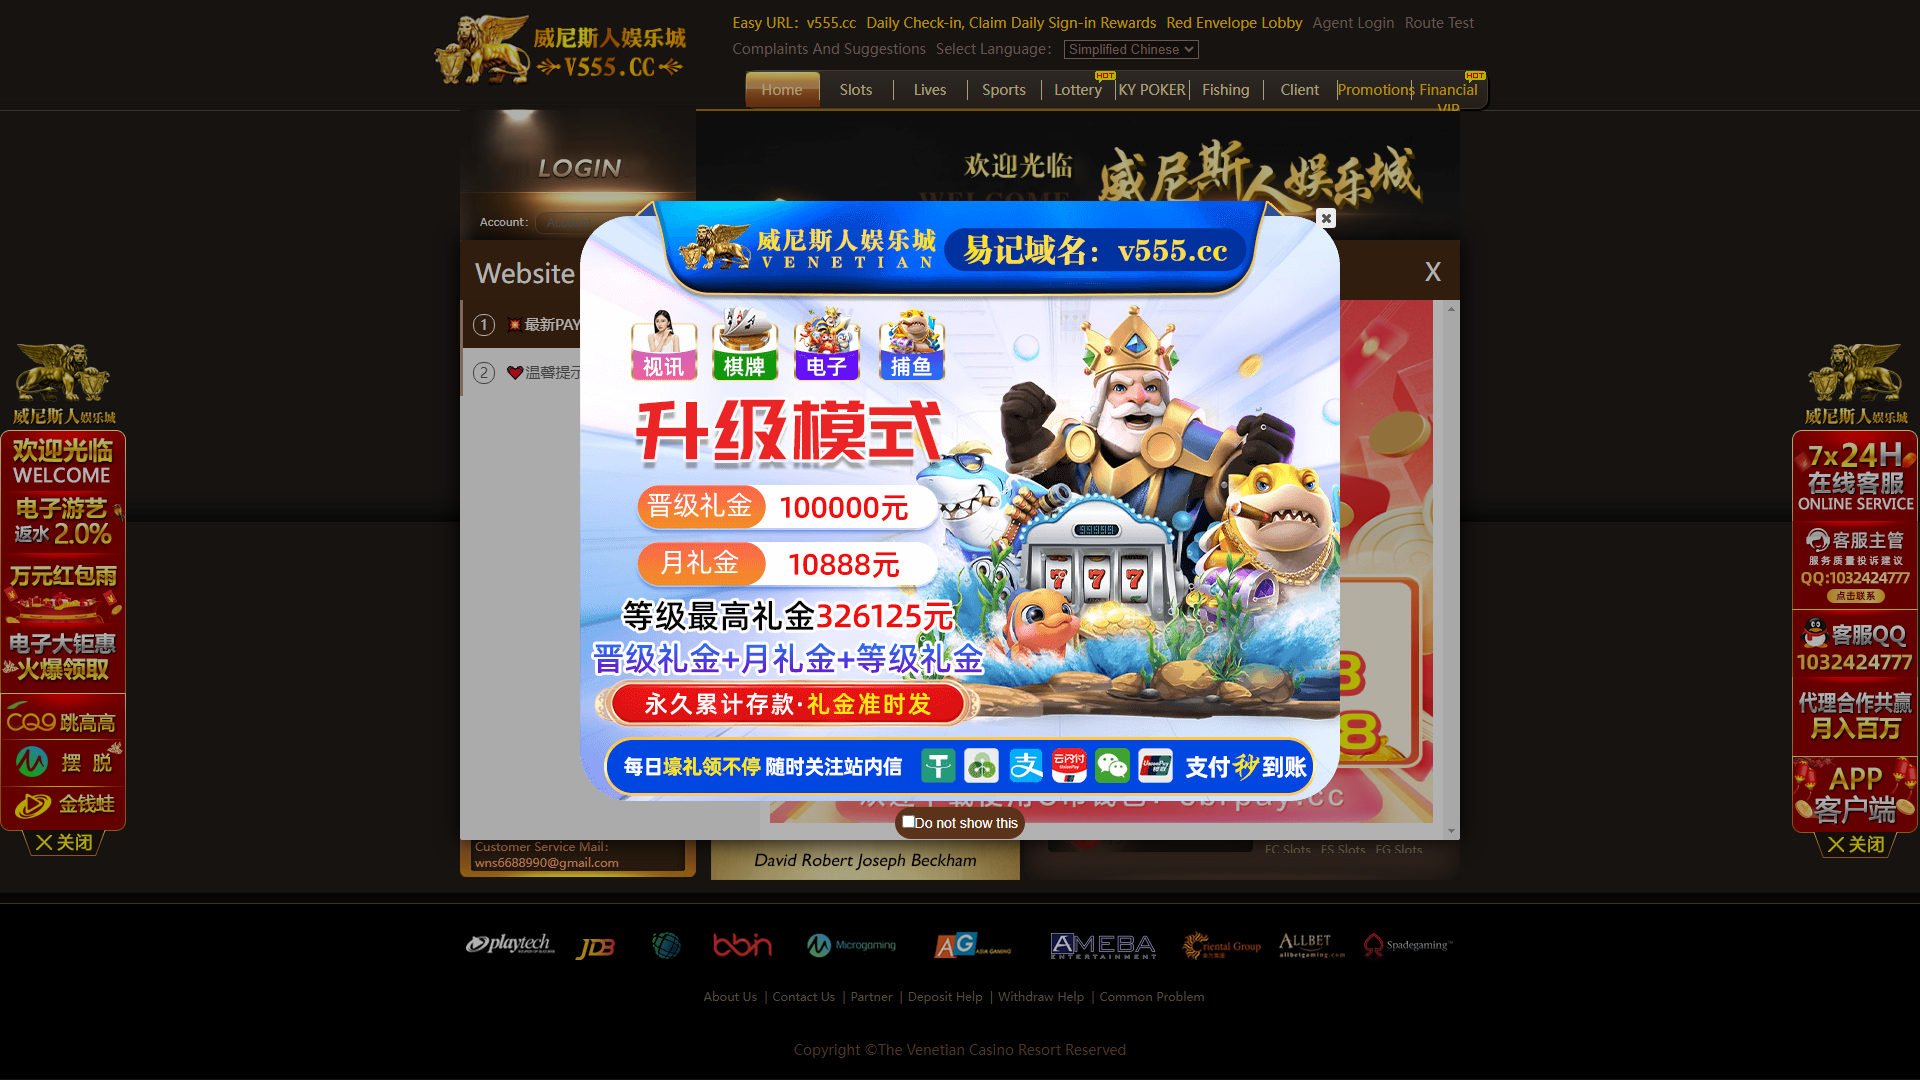 威尼斯人娱乐城
V555.CC
Easy URL：v555.cc Daily Check-in, Claim Daily Sign-in Rewards Red Envelope Lobby Agent Login Route Test
Complaints And Suggestions Select Language： Simplified Chinese
Home Slots Lives Sports Lottery HOT KY POKER Fishing Client Promotions Financial HOT
VIP
LOGIN
欢迎光临 威尼斯人娱乐城
WELCOME
Account：
Website
X
1 最新PAY
2 温馨提示
威尼斯人娱乐城
VENETIAN
易记域名：v555.cc
视讯 棋牌 电子 捕鱼
升级模式
晋级礼金 100000元
月礼金 10888元
777
等级最高礼金326125元
晋级礼金+月礼金+等级礼金
永久累计存款·礼金准时发
每日壕礼领不停 随时关注站内信 云闪付 UnionPay 支付秒到账
Do not show this
威尼斯人娱乐城
欢迎光临
WELCOME
电子游艺
返水2.0%
万元红包雨
电子大钜惠
火爆领取
CQ9 跳高高
摆脱
金钱蛙
关闭
威尼斯人娱乐城
7x24H
在线客服
ONLINE SERVICE
客服主管
服务质量投诉建议
QQ:1032424777
点击联系
客服QQ
1032424777
代理合作共赢
月入百万
APP
客户端
关闭
Customer Service Mail：
wns6688990@gmail.com
David Robert Joseph Beckham
FC Slots FS Slots FG Slots
playtech JDB bbin Microgaming AG ASIA GAMING AMEBA ENTERTAINMENT Oriental Group ALLBET allbetgaming.com Spadegaming
About Us | Contact Us | Partner | Deposit Help | Withdraw Help | Common Problem
Copyright ©The Venetian Casino Resort Reserved